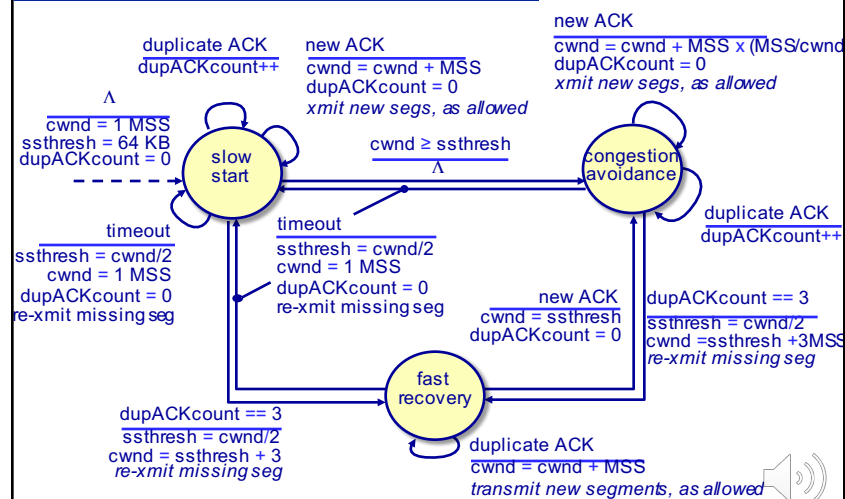 duplicate ACK
dupACKcount++
new ACK
cwnd = cwnd + MSS
dupACKcount = 0
xmit new segs, as allowed
new ACK
cwnd = cwnd + MSS x (MSS/cwnd
dupACKcount = 0
xmit new segs, as allowed
Λ
cwnd = 1 MSS
ssthresh = 64 KB
dupACKcount = 0
slow
start
cwnd ≥ ssthresh
Λ
congestion
avoidance
duplicate ACK
dupACKcount++
timeout
ssthresh = cwnd/2
cwnd = 1 MSS
dupACKcount = 0
re-xmit missing seg
timeout
ssthresh = cwnd/2
cwnd = 1 MSS
dupACKcount = 0
re-xmit missing seg
new ACK
cwnd = ssthresh
dupACKcount = 0
dupACKcount == 3
ssthresh = cwnd/2
cwnd =ssthresh +3MSS
re-xmit missing seg
fast
recovery
dupACKcount == 3
ssthresh = cwnd/2
cwnd = ssthresh + 3
re-xmit missing seg
duplicate ACK
cwnd = cwnd + MSS
transmit new segments, as allowed